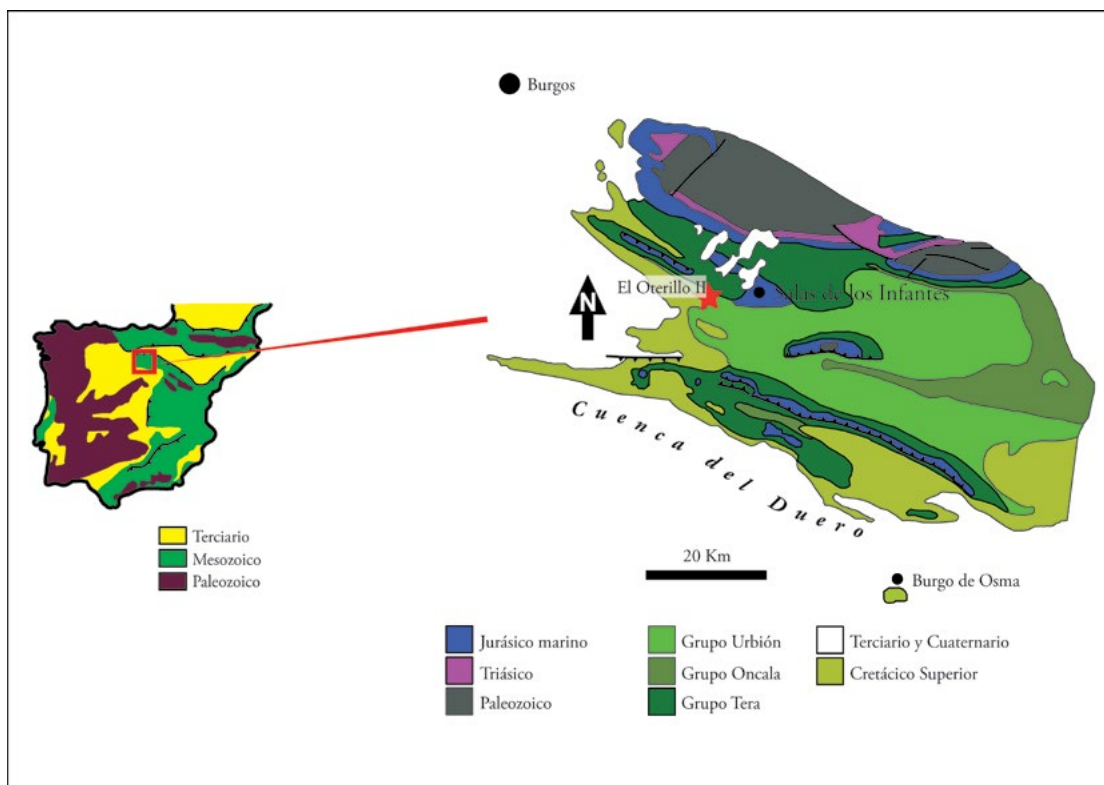 Burgos
El Oterillo II
Salas de los Infantes
N
Cuenca del Duero
Terciario
Mesozoico
Paleozoico
20 Km
Burgo de Osma
Jurásico marino
Triásico
Paleozoico
Grupo Urbión
Grupo Oncala
Grupo Tera
Terciario y Cuaternario
Cretácico Superior